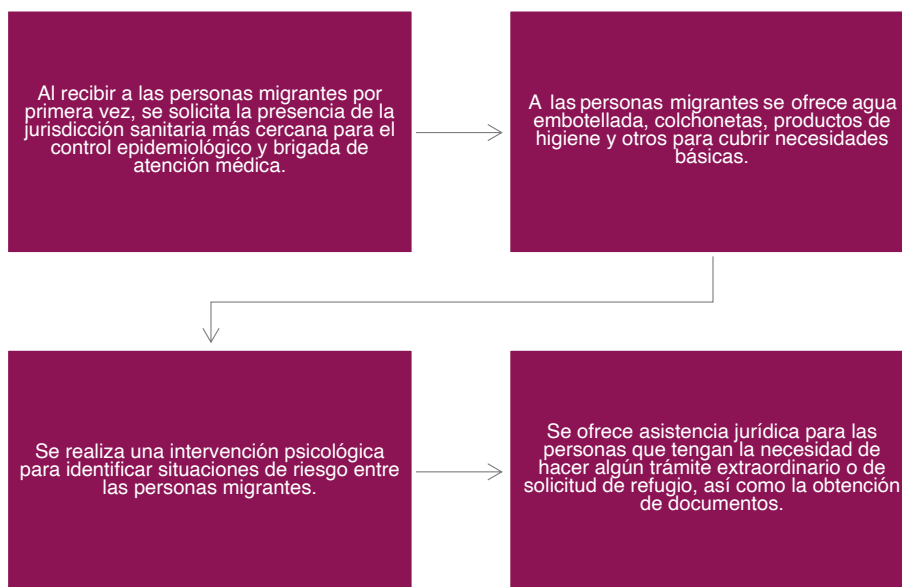 Al recibir a las personas migrantes por
primera vez, se solicita la presencia de la
jurisdicción sanitaria más cercana para el
control epidemiológico y brigada de
atención médica.
A las personas migrantes se ofrece agua
embotellada, colchonetas, productos de
higiene y otros para cubrir necesidades
básicas.
Se realiza una intervención psicológica
para identificar situaciones de riesgo entre
las personas migrantes.
Se ofrece asistencia jurídica para las
personas que tengan la necesidad de
hacer algún trámite extraordinario o de
solicitud de refugio, así como la obtención
de documentos.